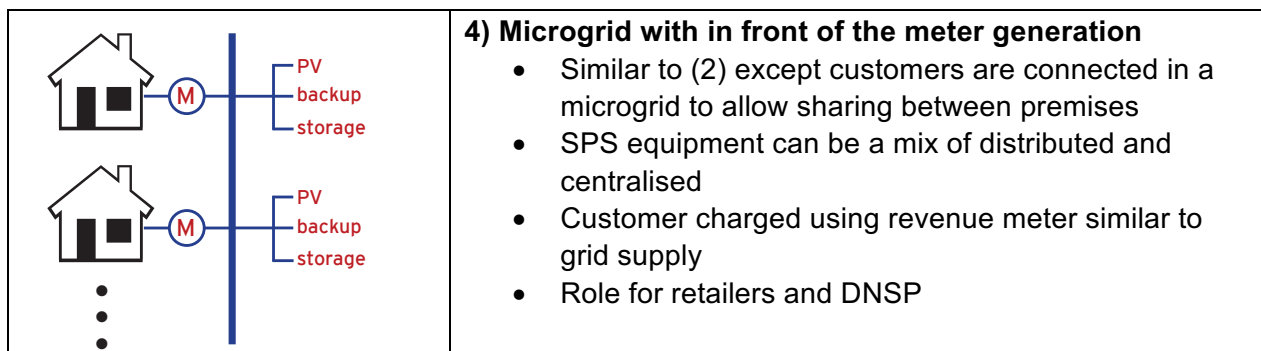 PV
M
backup
storage
PV
M
backup
storage
4) Microgrid with in front of the meter generation
• Similar to (2) except customers are connected in a
microgrid to allow sharing between premises
• SPS equipment can be a mix of distributed and
centralised
• Customer charged using revenue meter similar to
grid supply
• Role for retailers and DNSP